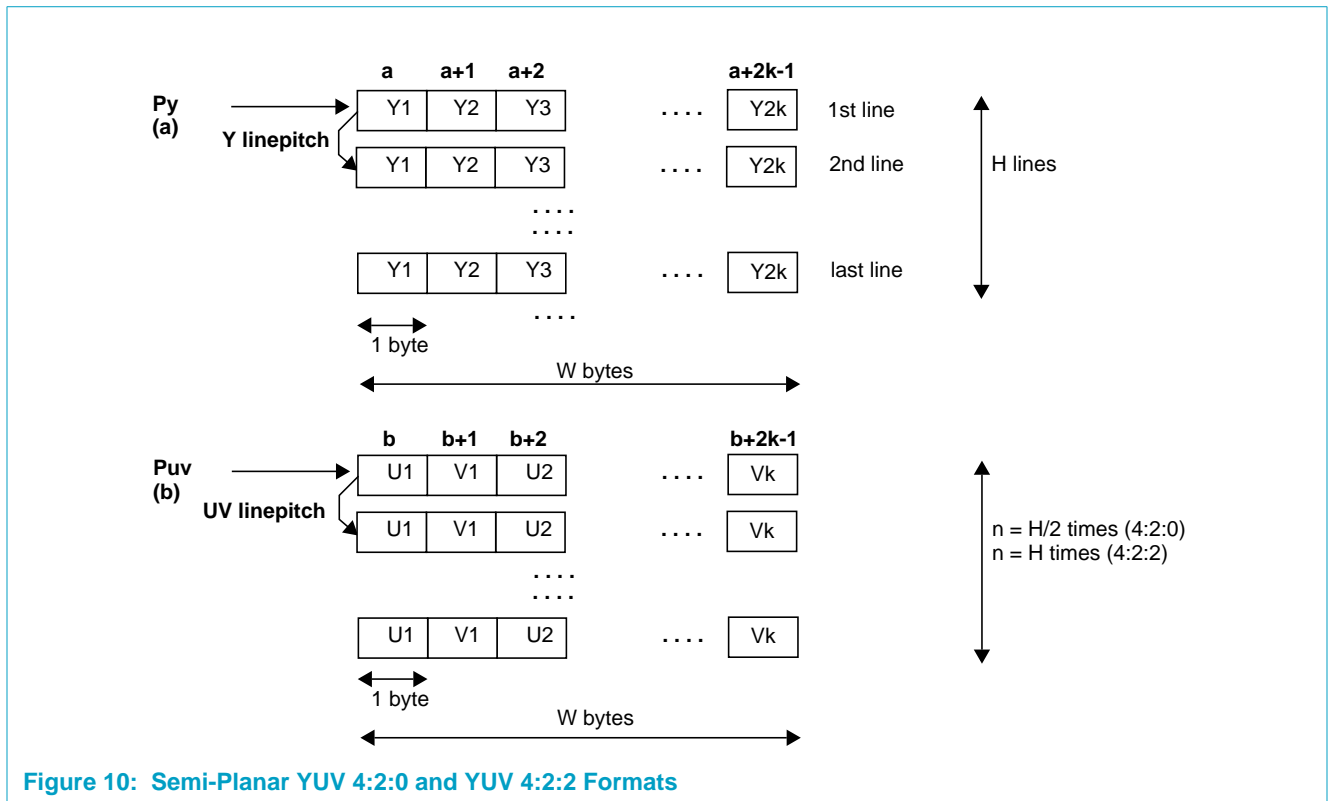 a a+1 a+2 a+2k-1
Py
(a)
Y1 Y2 Y3 . . . . Y2k 1st line
Y linepitch
Y1 Y2 Y3 . . . . Y2k 2nd line
H lines
. . . .
. . . .
Y1 Y2 Y3 . . . . Y2k last line
. . . .
1 byte
W bytes
b b+1 b+2 b+2k-1
Puv
(b)
U1 V1 U2 . . . . Vk
UV linepitch
U1 V1 U2 . . . . Vk
n = H/2 times (4:2:0)
n = H times (4:2:2)
. . . .
. . . .
U1 V1 U2 . . . . Vk
1 byte
W bytes
Figure 10: Semi-Planar YUV 4:2:0 and YUV 4:2:2 Formats